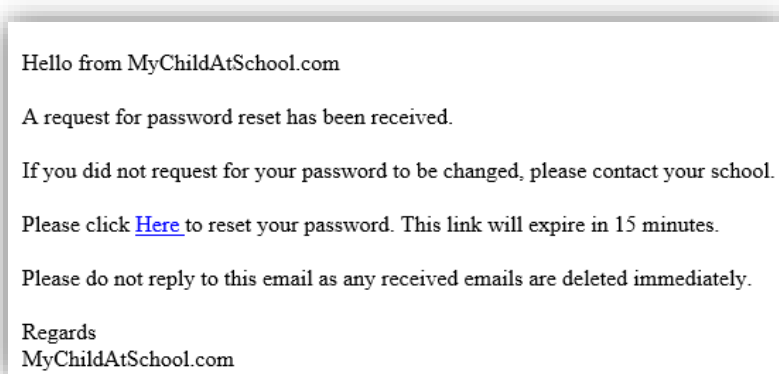 Hello from MyChildAtSchool.com
A request for password reset has been received.
If you did not request for your password to be changed, please contact your school.
Please click Here to reset your password. This link will expire in 15 minutes.
Please do not reply to this email as any received emails are deleted immediately.
Regards
MyChildAtSchool.com